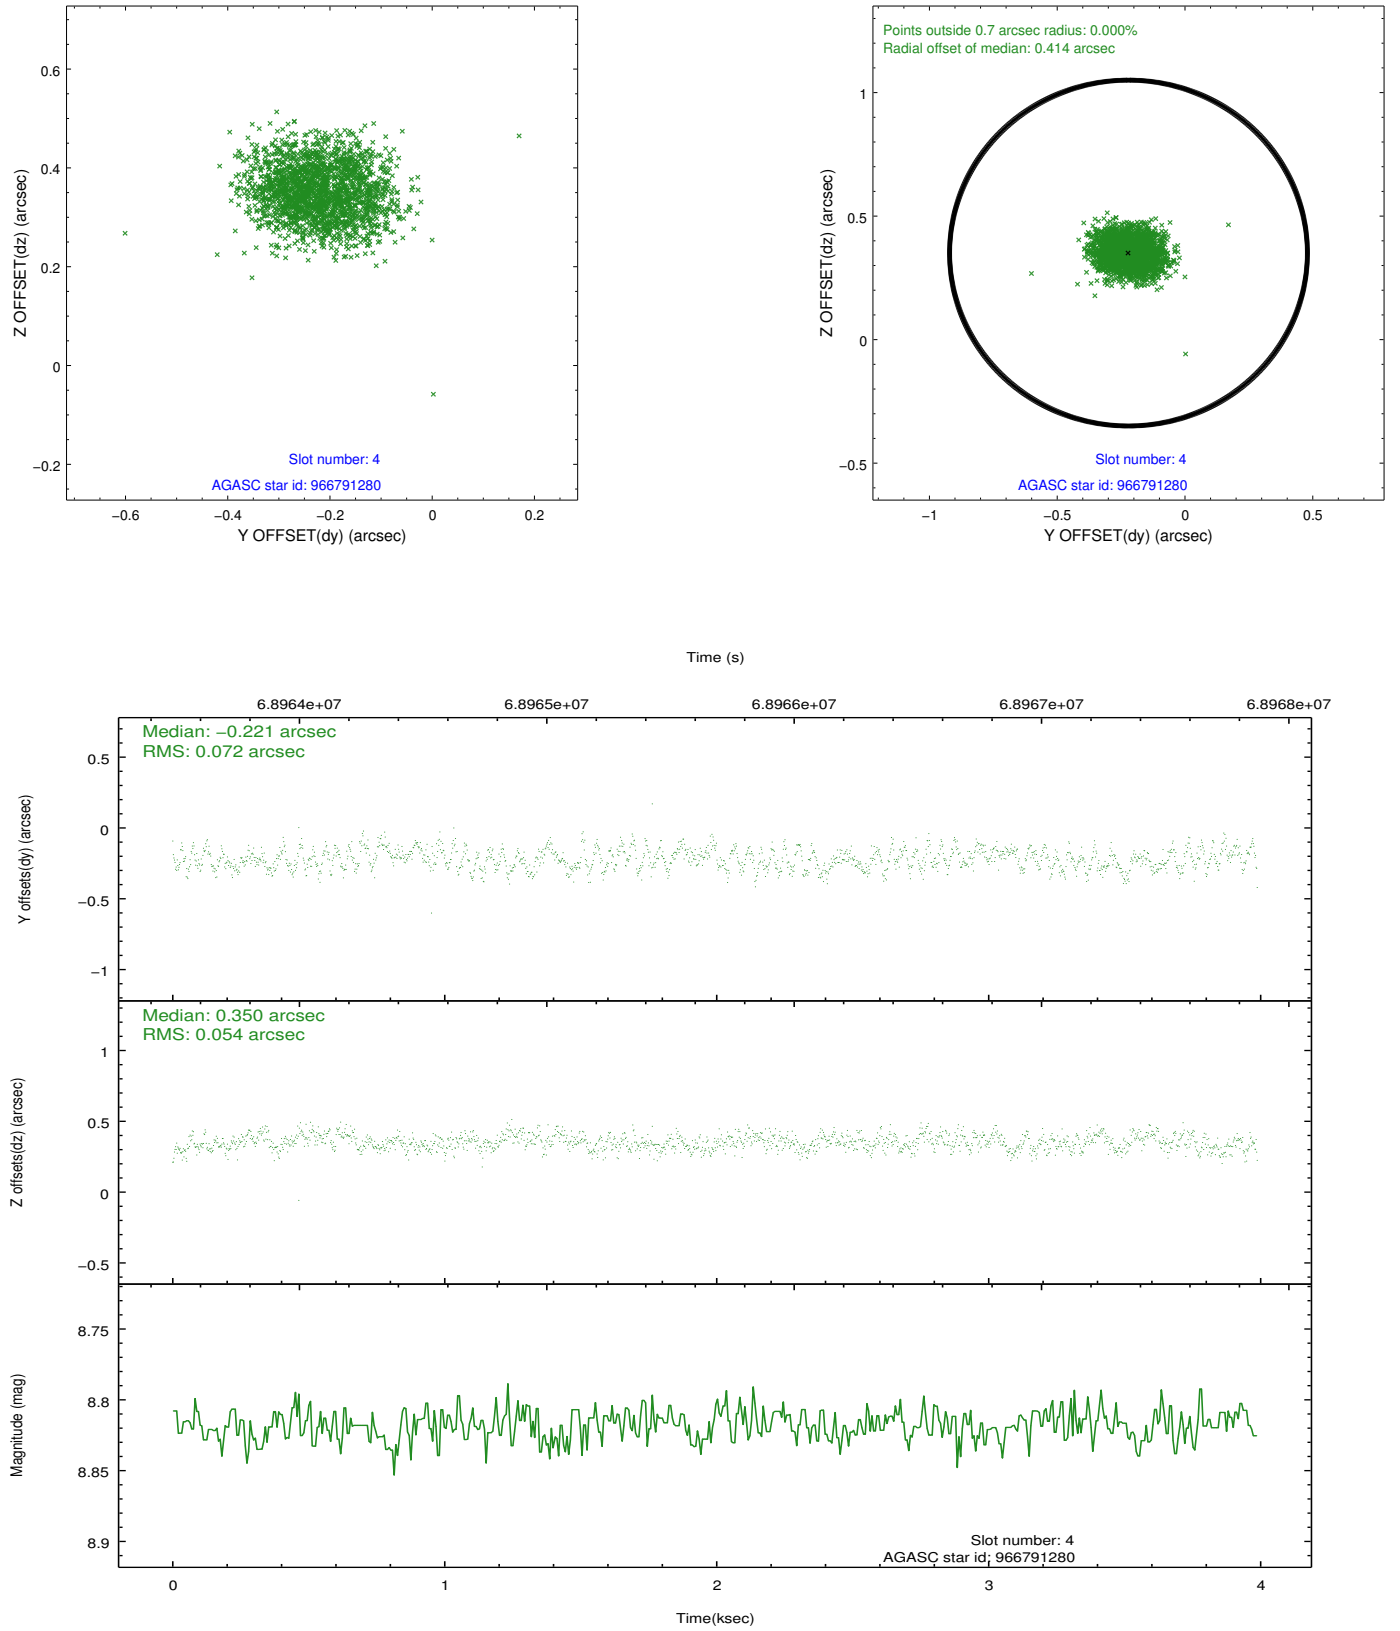 0.6
0.4
0.2
0
−0.2
Z OFFSET(dz) (arcsec)
Slot number: 4
AGASC star id: 966791280
−0.6 −0.4 −0.2 0 0.2
Y OFFSET(dy) (arcsec)
Points outside 0.7 arcsec radius: 0.000%
Radial offset of median: 0.414 arcsec
1
0.5
0
−0.5
Z OFFSET(dz) (arcsec)
Slot number: 4
AGASC star id: 966791280
−1 −0.5 0 0.5
Y OFFSET(dy) (arcsec)
Time (s)
6.8964e+07 6.8965e+07 6.8966e+07 6.8967e+07 6.8968e+07
Median: −0.221 arcsec
RMS: 0.072 arcsec
0.5
0
−0.5
−1
Y offsets(dy) (arcsec)
Median: 0.350 arcsec
RMS: 0.054 arcsec
1
0.5
0
−0.5
Z offsets(dz) (arcsec)
8.75
8.8
8.85
8.9
Magnitude (mag)
Slot number: 4
AGASC star id: 966791280
0 1 2 3 4
Time(ksec)